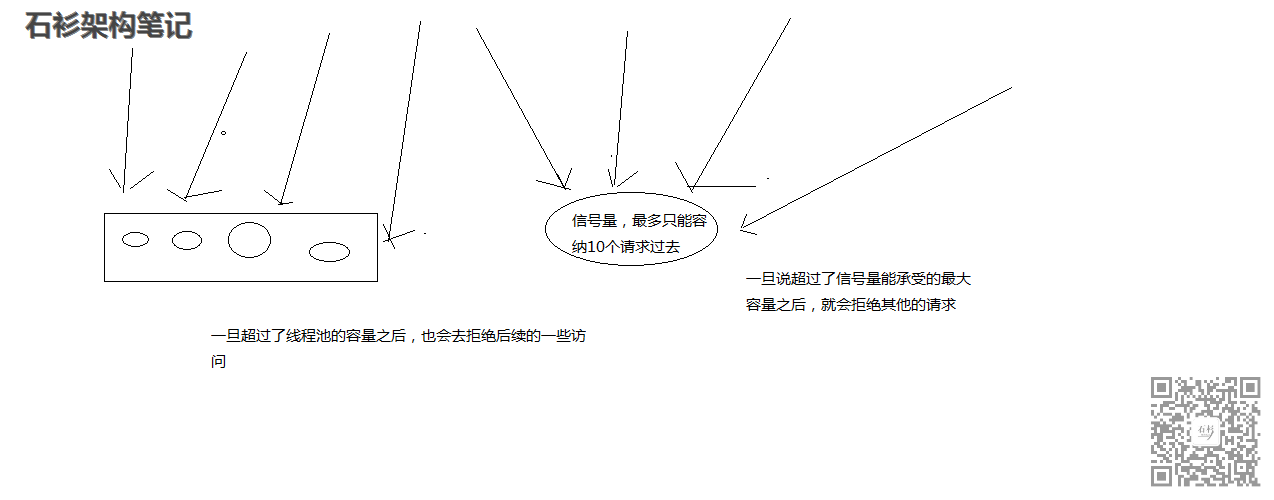 石衫架构笔记
信号量，最多只能容
纳10个请求过去
一旦说超过了信号量能承受的最大
容量之后，就会拒绝其他的请求
一旦超过了线程池的容量之后，也会去拒绝后续的一些访
问
石杉